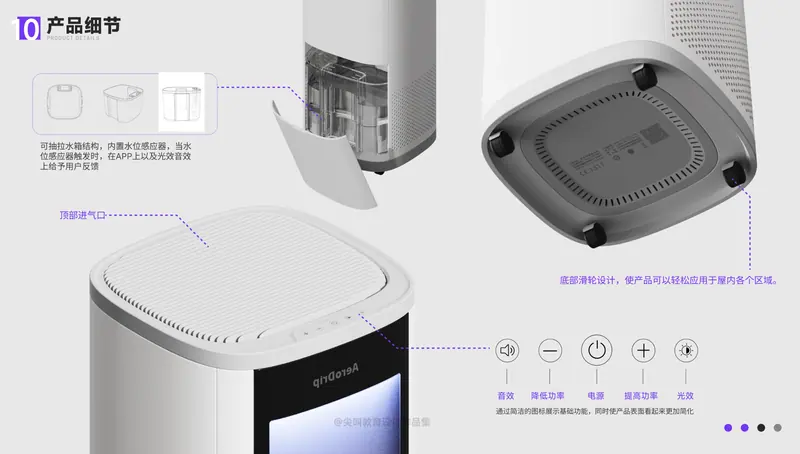 10 产品细节
PRODUCT DETAILS
可抽拉水箱结构，内置水位感应器，当水
位感应器触发时，在APP上以及光效音效
上给予用户反馈
顶部进气口
底部滑轮设计，使产品可以轻松应用于屋内各个区域。
音效 降低功率 电源 提高功率 光效
通过简洁的图标展示基础功能，同时使产品表面看起来更加简化
AeroDrip